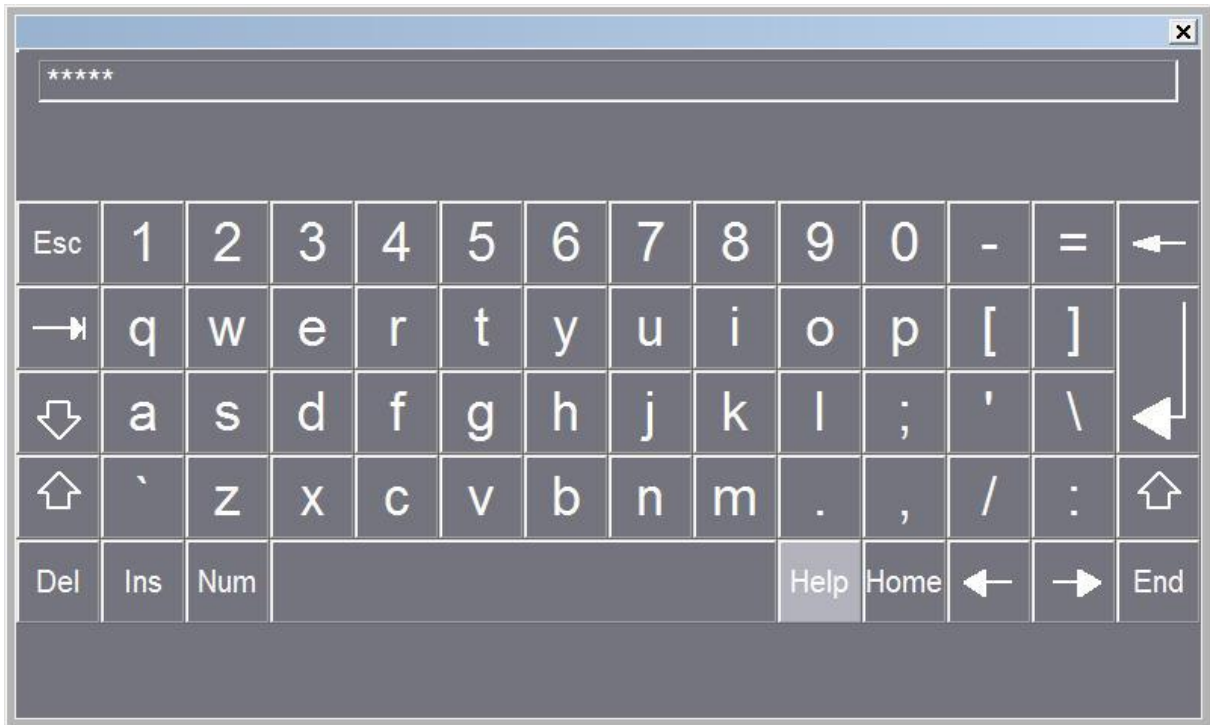 *****
Esc 1 2 3 4 5 6 7 8 9 0 - =
q w e r t y u i o p [ ]
a s d f g h j k l ; ' \
` z x c v b n m . , / :
Del Ins Num Help Home End